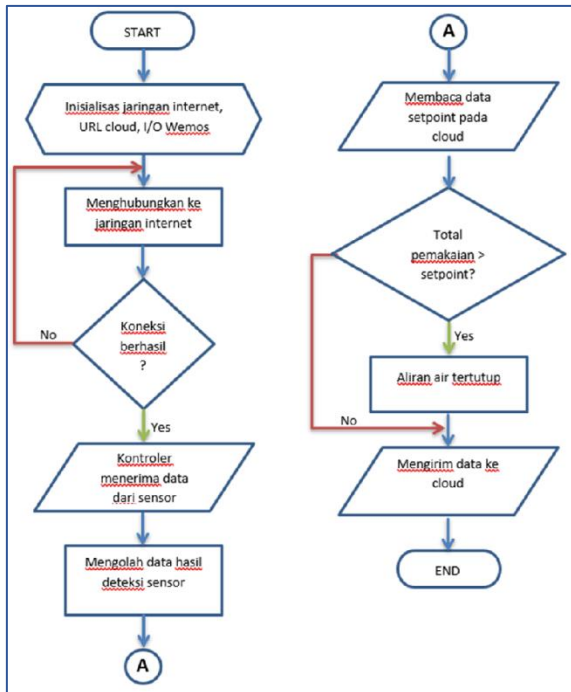 START
Inisialisas jaringan internet,
URL cloud, I/O Wemos
Menghubungkan ke
jaringan internet
Koneksi
berhasil
?
No
Yes
Kontroler
menerima data
dari sensor
Mengolah data hasil
deteksi sensor
A
A
Membaca data
setpoint pada
cloud
Total
pemakaian >
setpoint?
Yes
Aliran air tertutup
No
Mengirim data ke
cloud
END